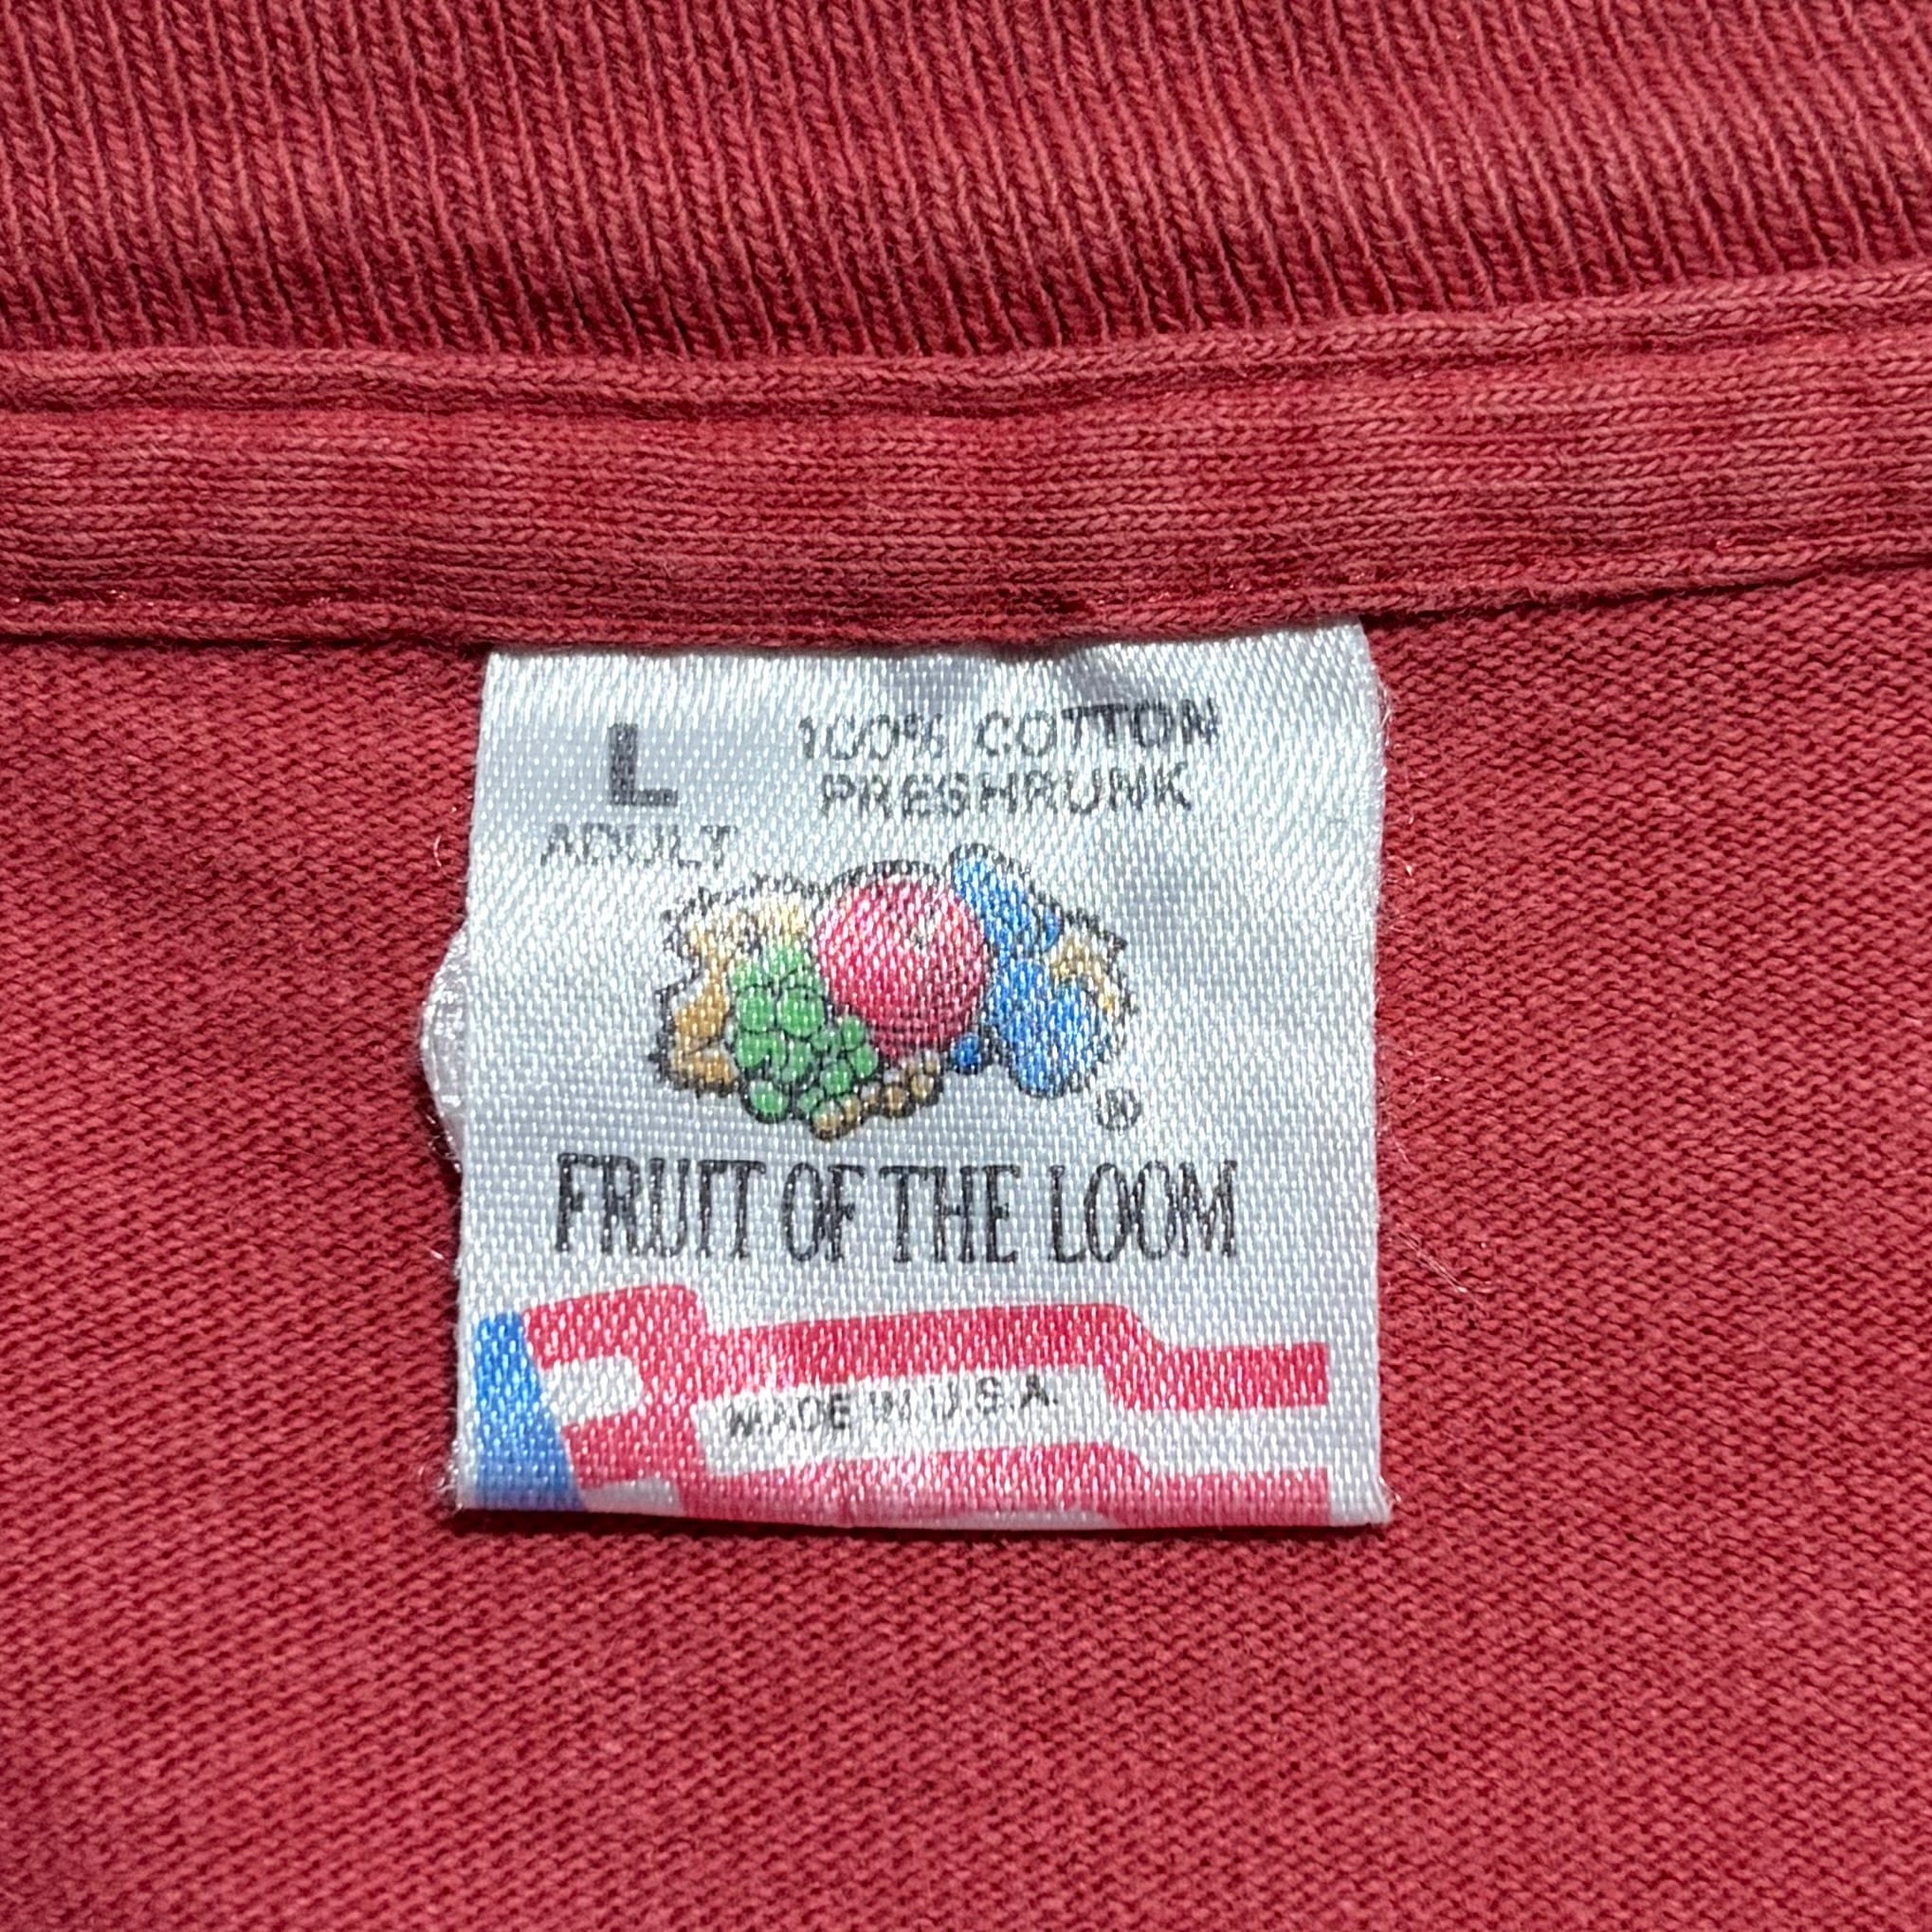 L
ADULT
100% COTTON
PRESHRUNK
®
FRUIT OF THE LOOM
MADE IN U.S.A.